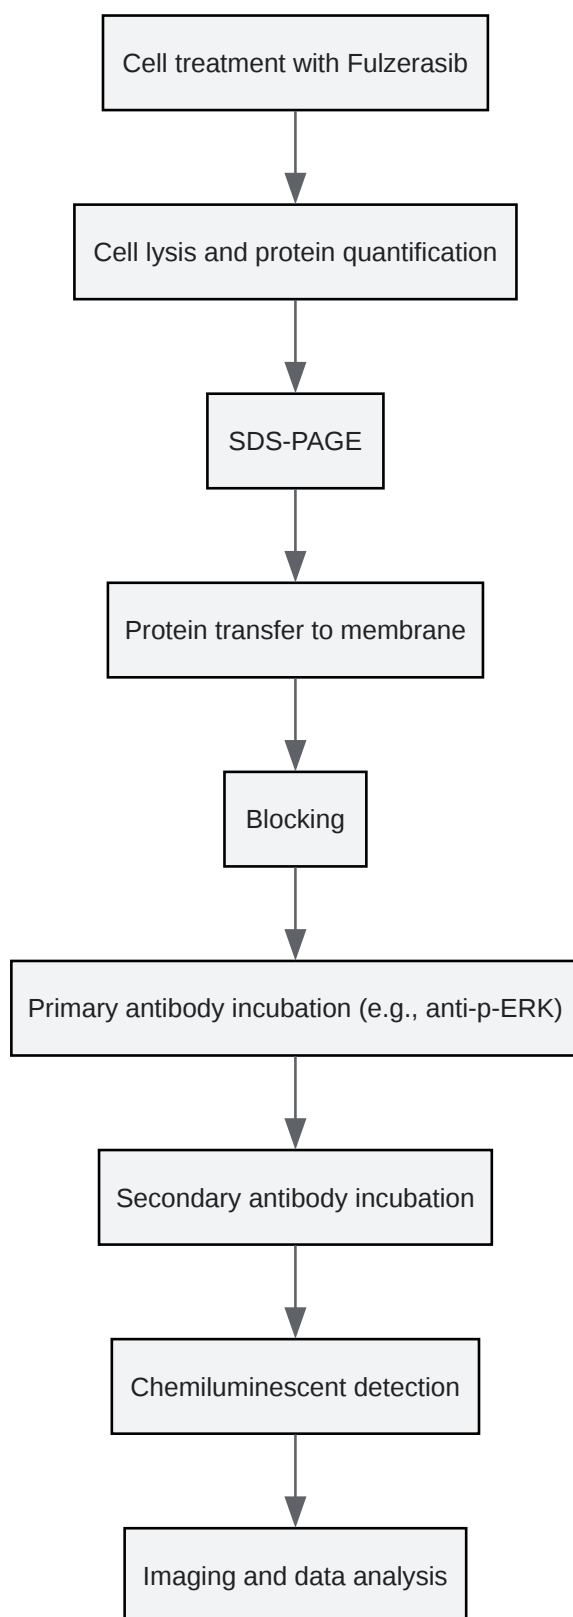 Cell treatment with Fulzerasib
Cell lysis and protein quantification
SDS-PAGE
Protein transfer to membrane
Blocking
Primary antibody incubation (e.g., anti-p-ERK)
Secondary antibody incubation
Chemiluminescent detection
Imaging and data analysis